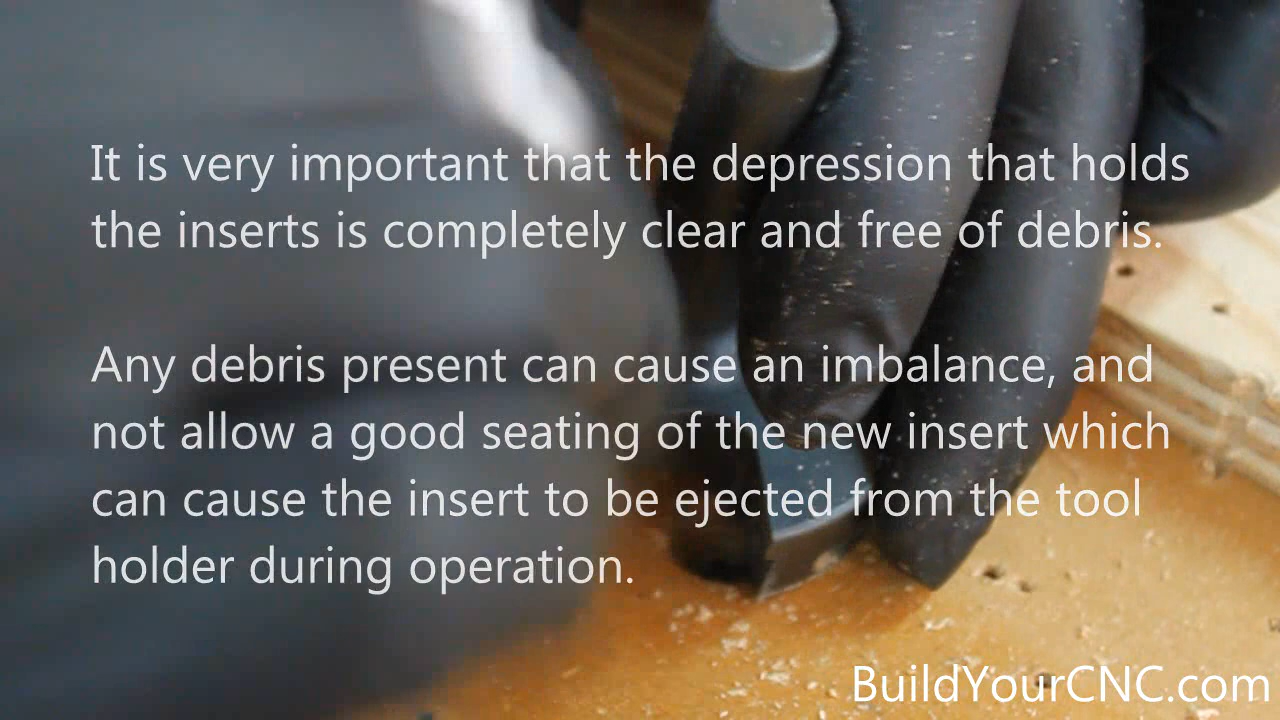 It is very important that the depression that holds
the inserts is completely clear and free of debris.
Any debris present can cause an imbalance, and
not allow a good seating of the new insert which
can cause the insert to be ejected from the tool
holder during operation.
BuildYourCNC.com